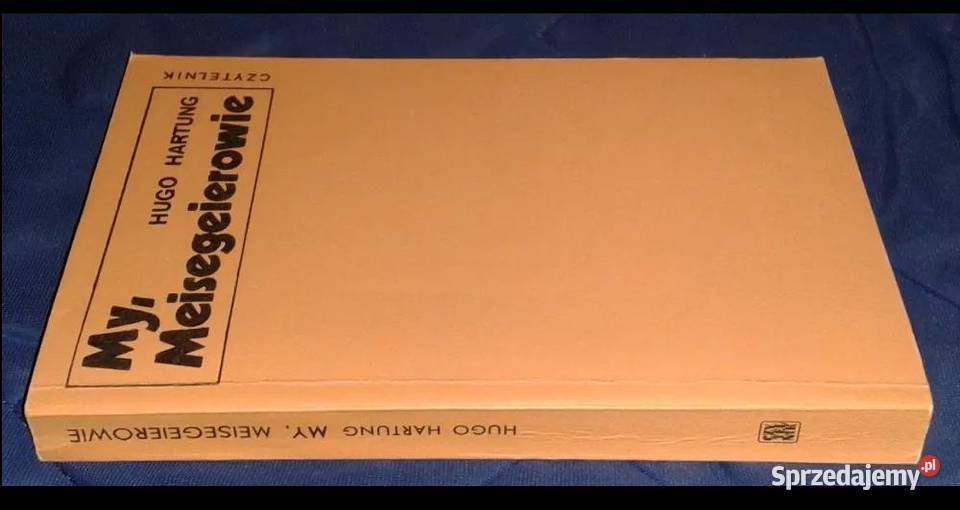 CZYTELNIK
HUGO HARTUNG
My,
Meisegeierowie
HUGO HARTUNG MY, MEISEGEIEROWIE
Sprzedajemy.pl